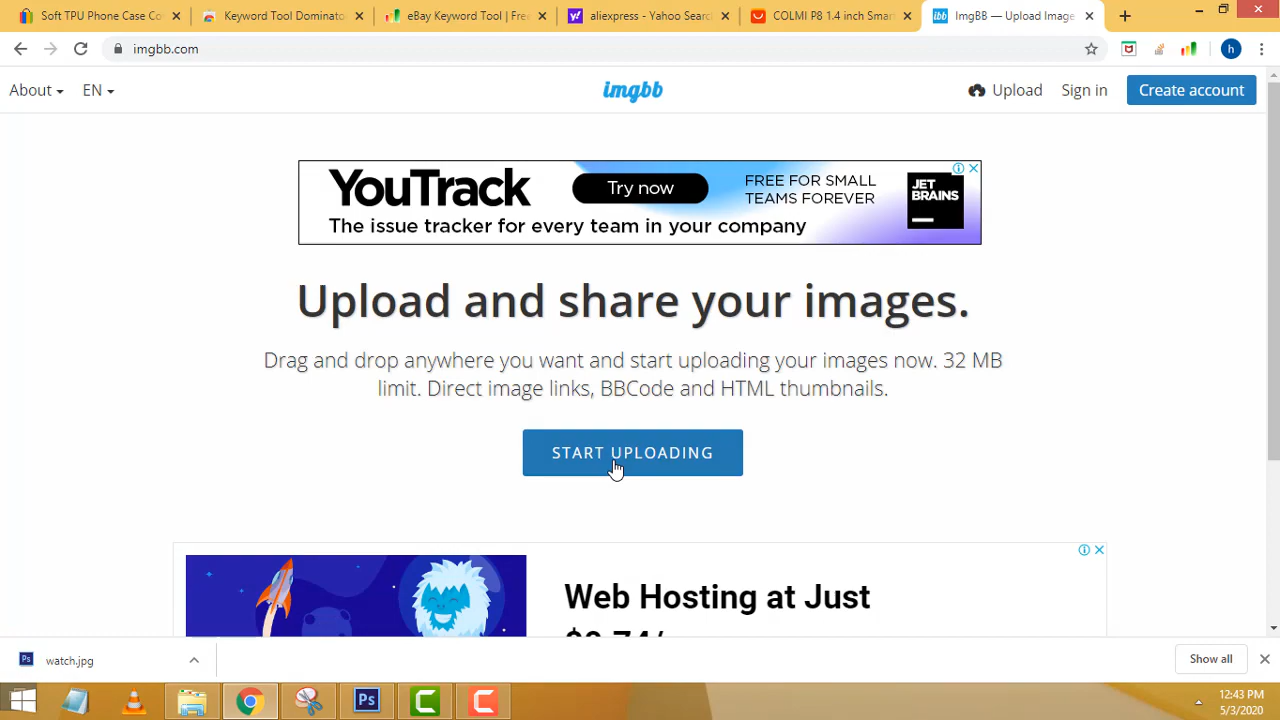 Soft TPU Phone Case Co
Keyword Tool Dominato
eBay Keyword Tool | Free
aliexpress - Yahoo Searc
COLMI P8 1.4 inch Smar
ImgBB — Upload Image
imgbb.com
h
About
EN
imgbb
Upload
Sign in
Create account
YouTrack
Try now
FREE FOR SMALL
TEAMS FOREVER
JET
BRAINS
The issue tracker for every team in your company
Upload and share your images.
Drag and drop anywhere you want and start uploading your images now. 32 MB
limit. Direct image links, BBCode and HTML thumbnails.
START UPLOADING
Web Hosting at Just
watch.jpg
Show all
Ps
12:43 PM
5/3/2020